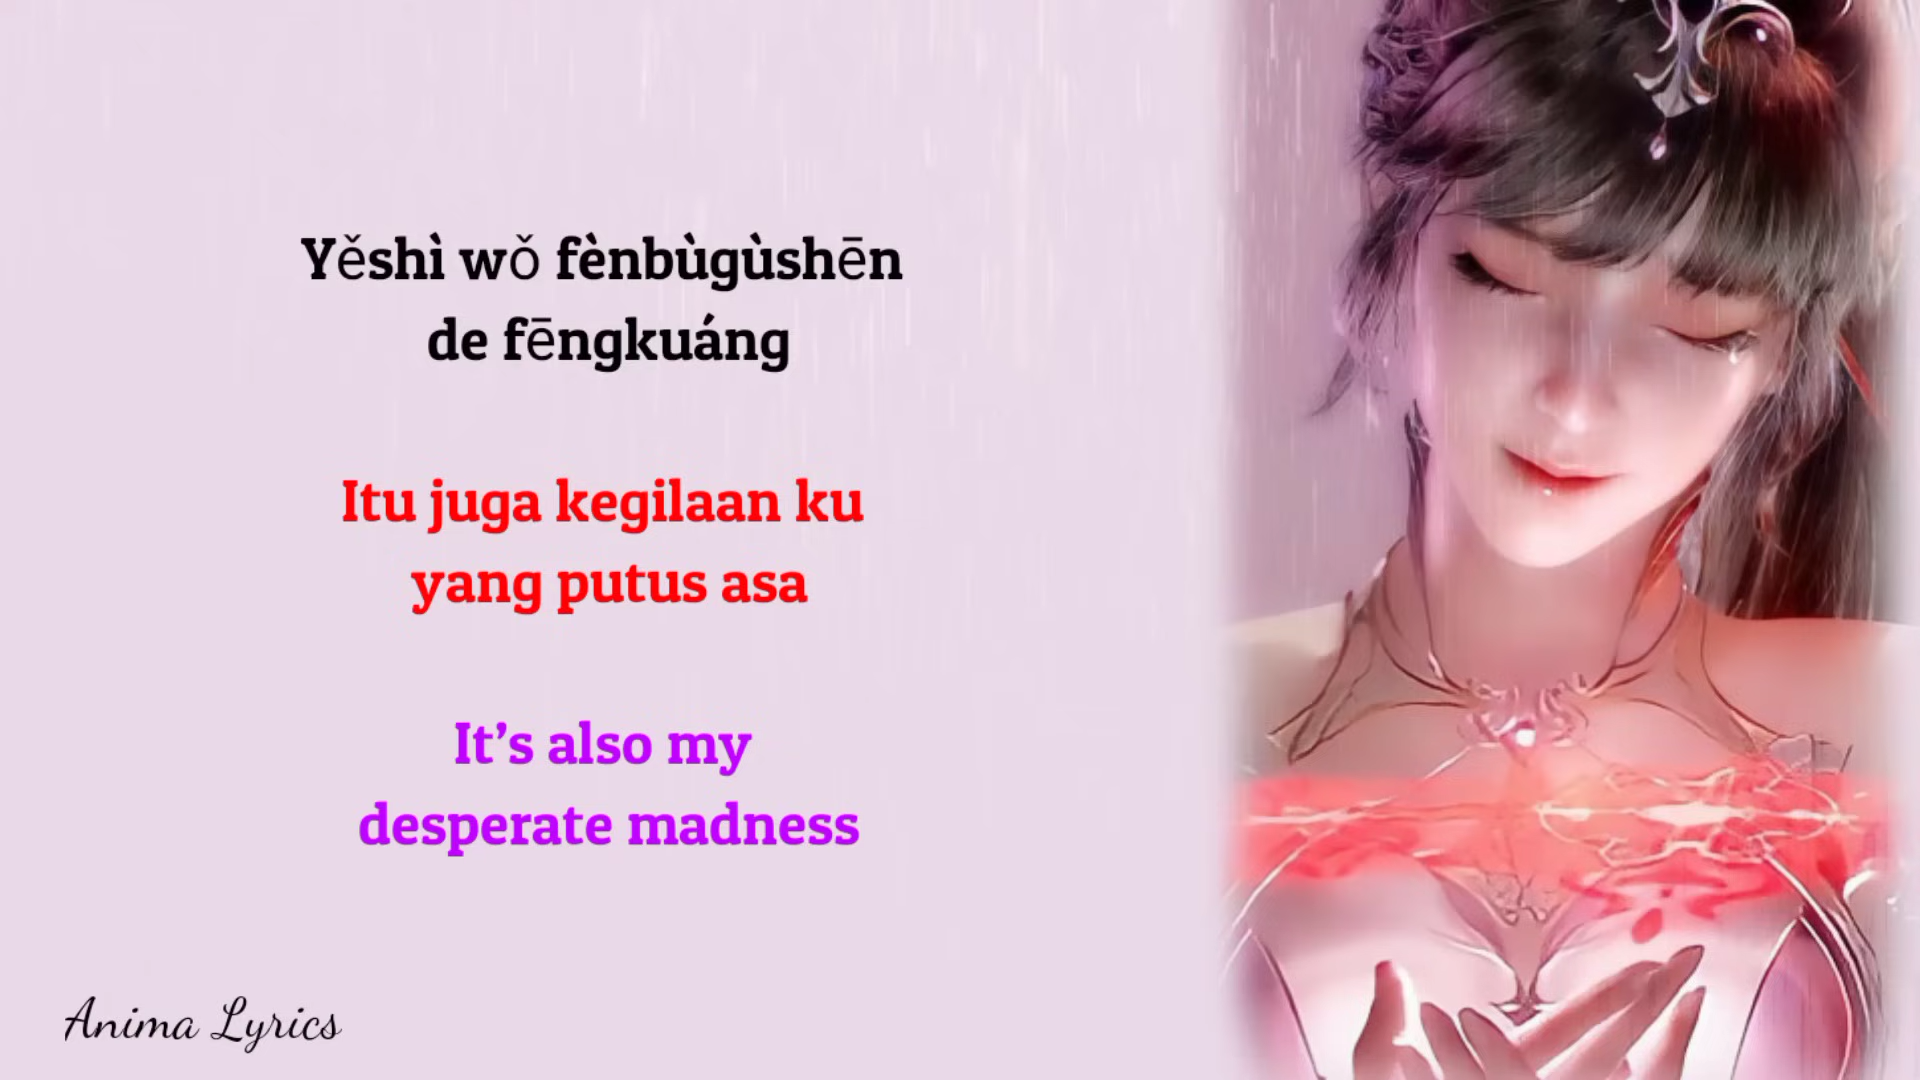 Yěshì wǒ fènbùgùshēn
de fēngkuáng
Itu juga kegilaan ku
yang putus asa
It's also my
desperate madness
Anima Lyrics